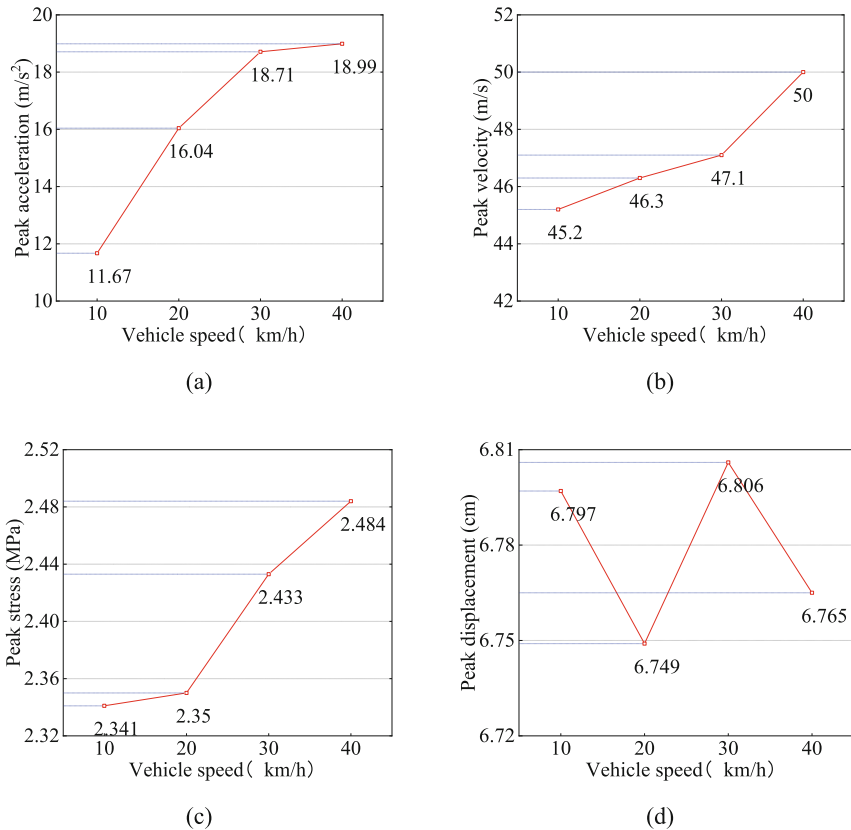 Peak acceleration (m/s²)
20
18
16
14
12
10
11.67
16.04
18.71
18.99
10 20 30 40
Vehicle speed( km/h)
(a)
Peak velocity (m/s)
52
50
48
46
44
42
45.2
46.3
47.1
50
10 20 30 40
Vehicle speed( km/h)
(b)
Peak stress (MPa)
2.52
2.48
2.44
2.40
2.36
2.32
2.341
2.35
2.433
2.484
10 20 30 40
Vehicle speed( km/h)
(c)
Peak displacement (cm)
6.81
6.78
6.75
6.72
6.797
6.749
6.806
6.765
10 20 30 40
Vehicle speed( km/h)
(d)